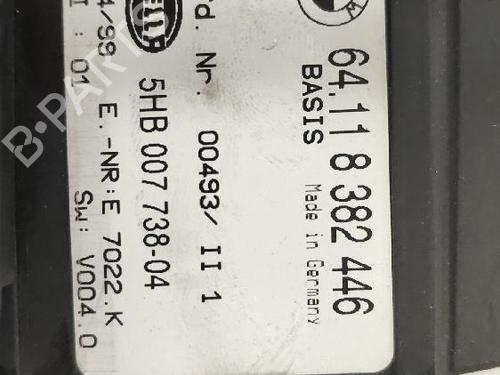 64.11 8 382 446
BASIS
Made in Germany
d. Nr. 00493/ II 1
5HB 007 738-04
4/99 E.-NR:E 7022.K
I : 01 SW: V004.0
B-PARTS